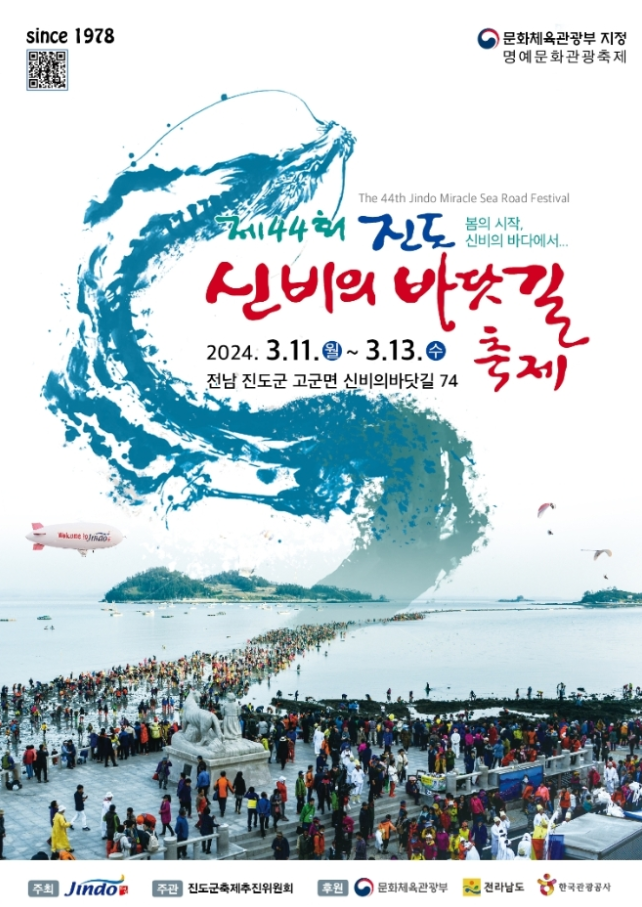 since 1978
문화체육관광부 지정
명예문화관광축제
The 44th Jindo Miracle Sea Road Festival
제44회 진도
봄의 시작,
신비의 바다에서...
신비의 바닷길
축제
2024. 3.11.월 ~ 3.13.수
전남 진도군 고군면 신비의바닷길 74
Welcome to Jindo
주최 Jindo 주관 진도군축제추진위원회 후원 문화체육관광부 전라남도 한국관광공사